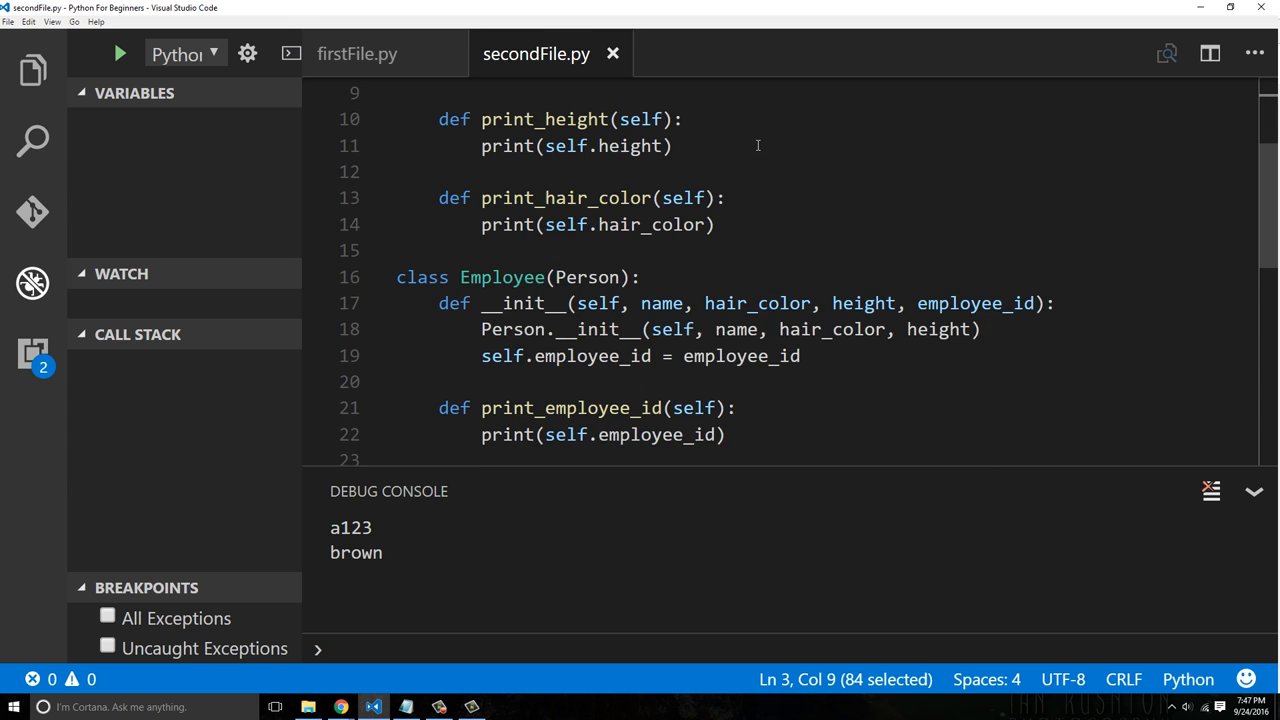 secondFile.py - Python For Beginners - Visual Studio Code
File Edit View Go Help
Python
firstFile.py
secondFile.py
VARIABLES
WATCH
CALL STACK
2
BREAKPOINTS
All Exceptions
Uncaught Exceptions
9
10 def print_height(self):
11 print(self.height)
12
13 def print_hair_color(self):
14 print(self.hair_color)
15
16 class Employee(Person):
17 def __init__(self, name, hair_color, height, employee_id):
18 Person.__init__(self, name, hair_color, height)
19 self.employee_id = employee_id
20
21 def print_employee_id(self):
22 print(self.employee_id)
23
DEBUG CONSOLE
a123
brown
0 0
Ln 3, Col 9 (84 selected) Spaces: 4 UTF-8 CRLF Python
I'm Cortana. Ask me anything.
7:47 PM
9/24/2016